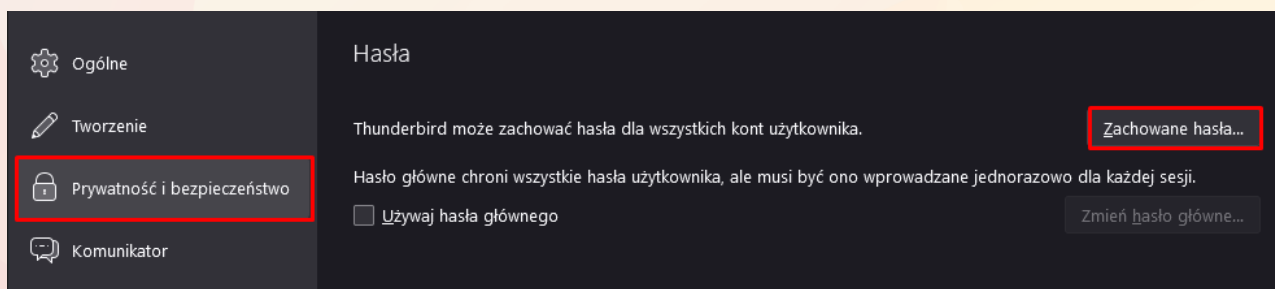 Ogólne
Tworzenie
Prywatność i bezpieczeństwo
Komunikator
Hasła
Thunderbird może zachować hasła dla wszystkich kont użytkownika.
Zachowane hasła...
Hasło główne chroni wszystkie hasła użytkownika, ale musi być ono wprowadzane jednorazowo dla każdej sesji.
Używaj hasła głównego
Zmień hasło główne...